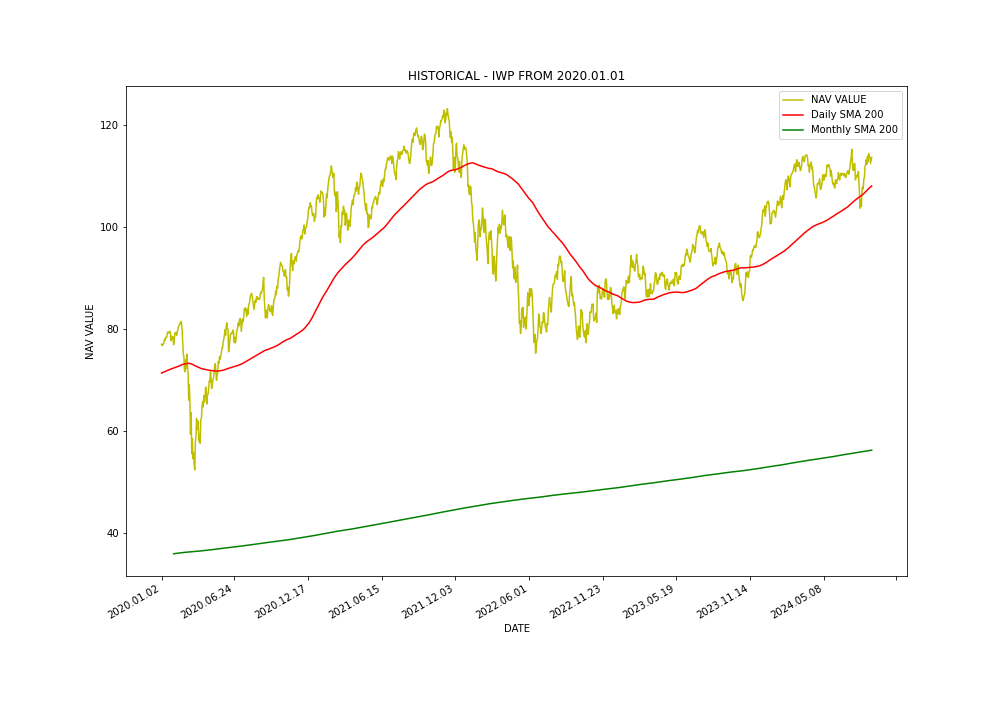 HISTORICAL - IWP FROM 2020.01.01
NAV VALUE
Daily SMA 200
Monthly SMA 200
120
100
80
60
40
NAV VALUE
2020.01.02
2020.06.24
2020.12.17
2021.06.15
2021.12.03
2022.06.01
2022.11.23
2023.05.19
2023.11.14
2024.05.08
DATE